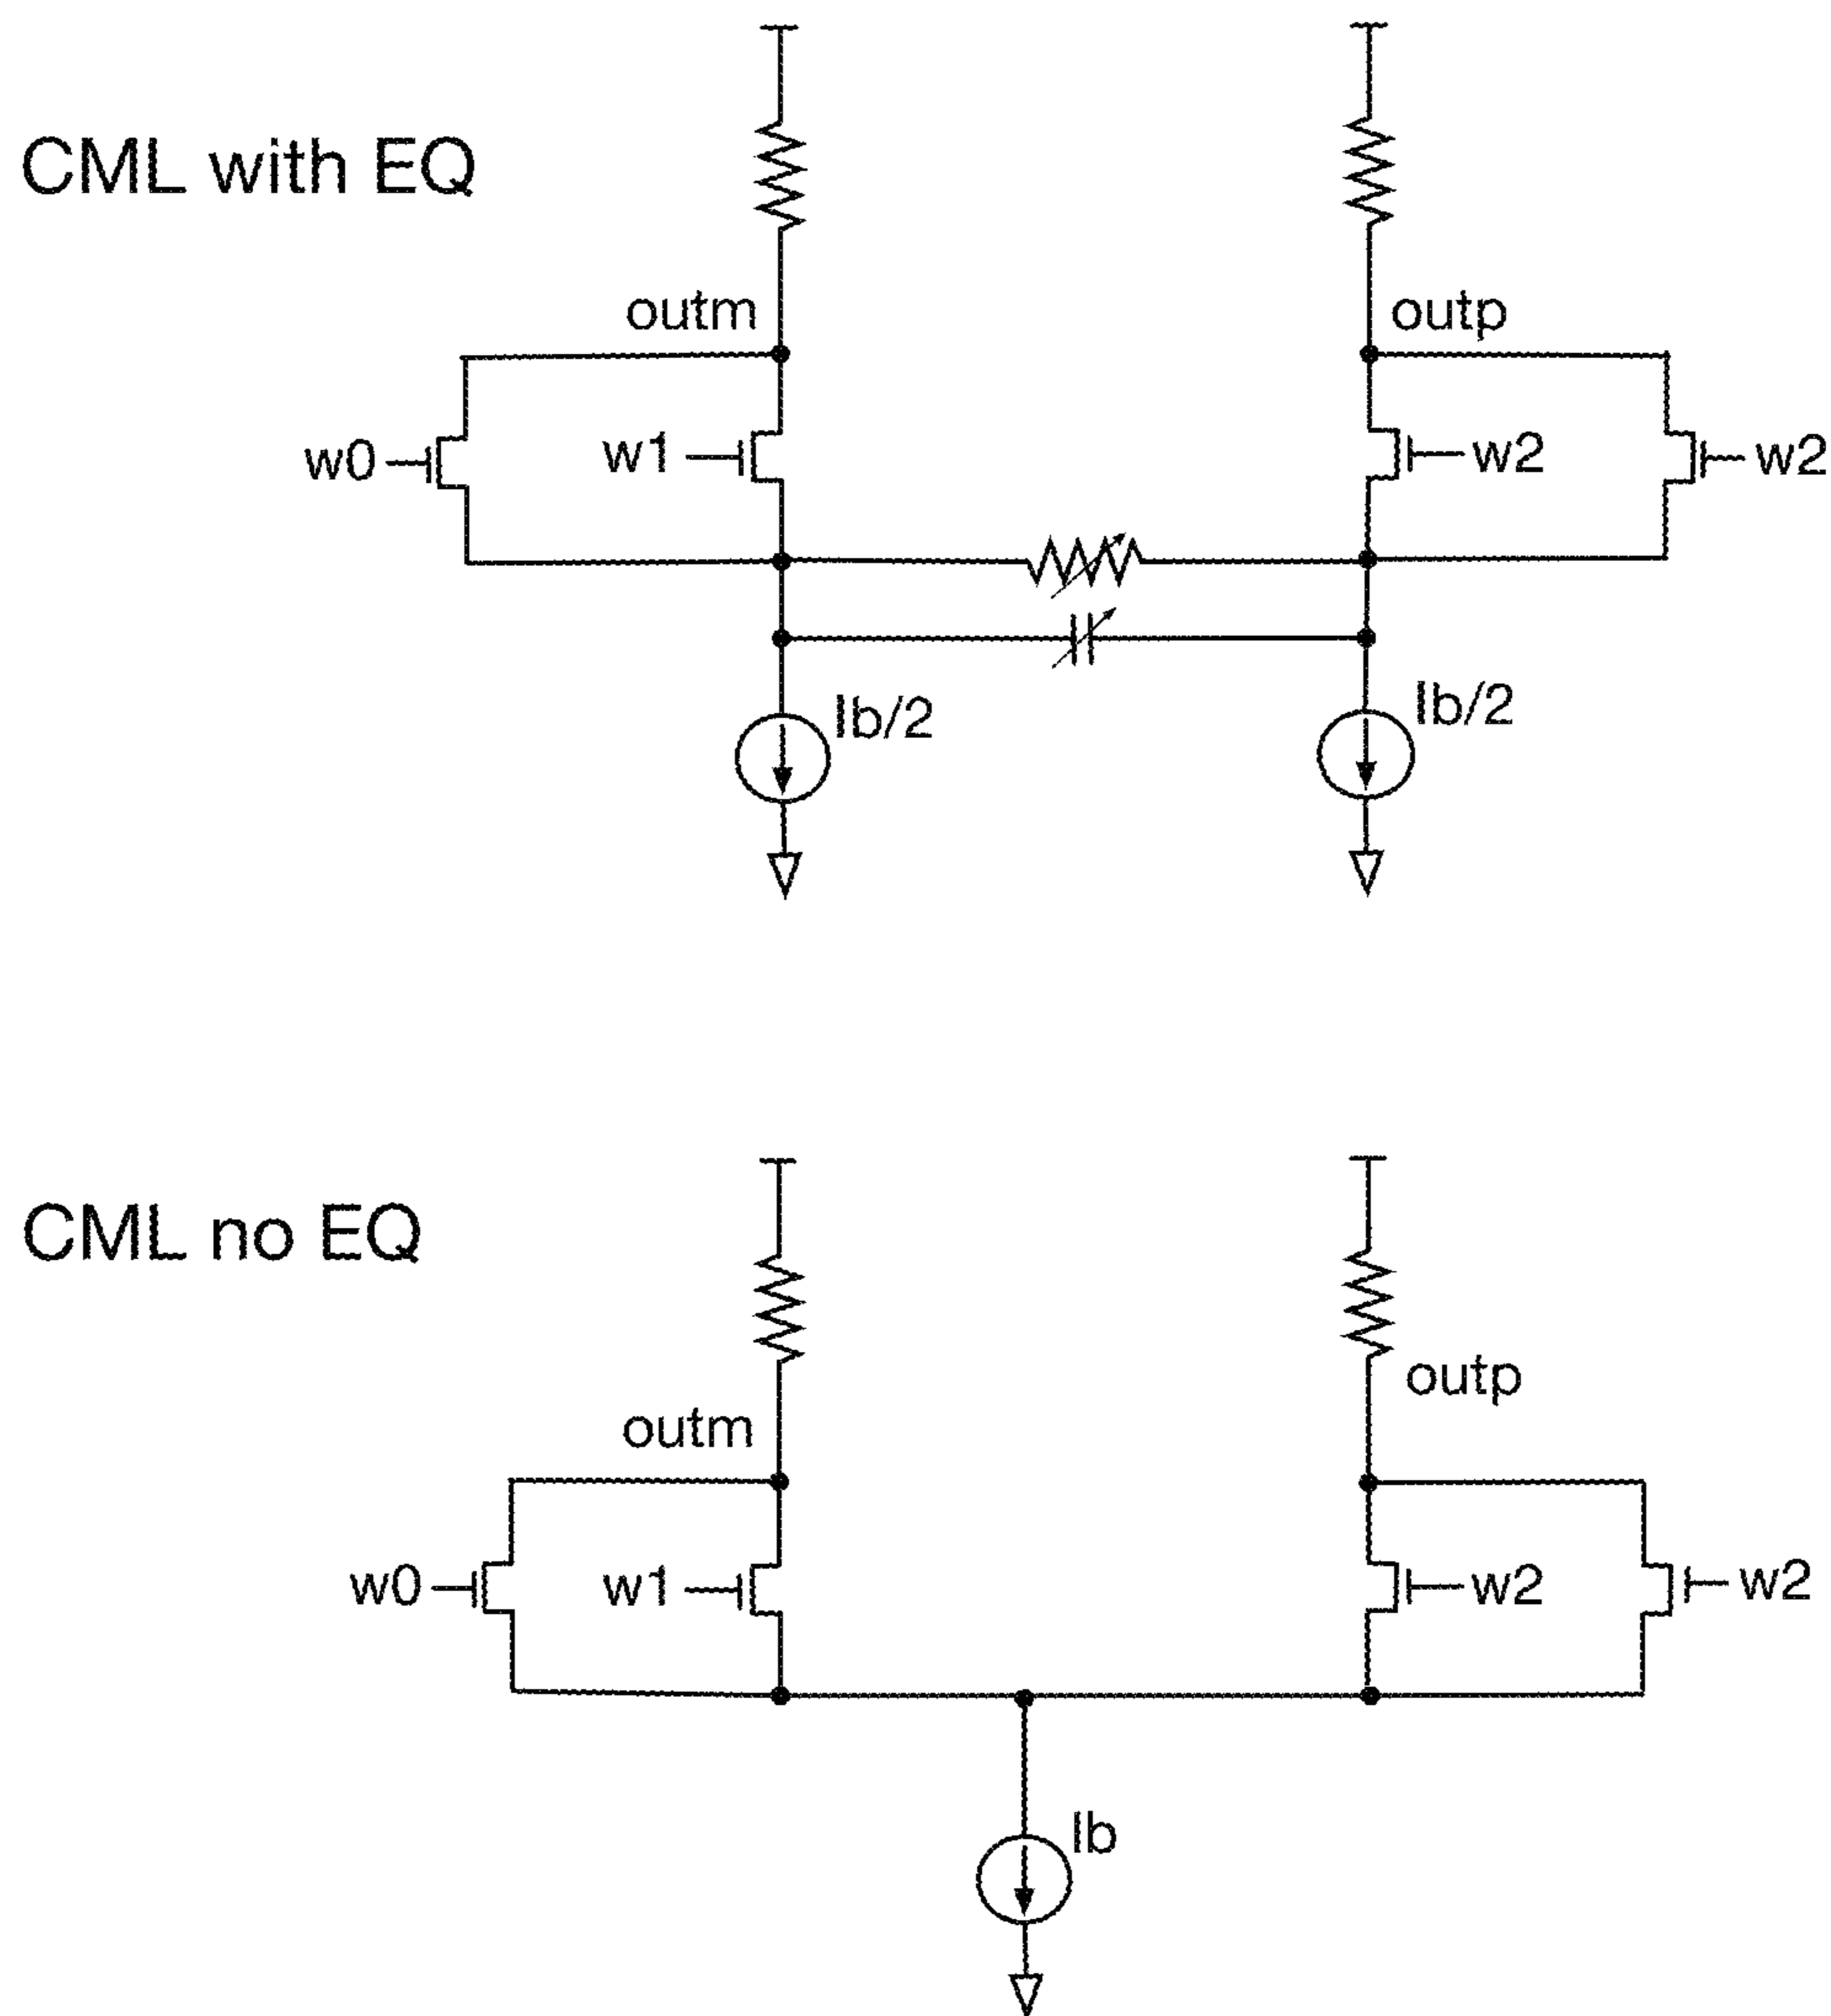 CML with EQ
outm
outp
w0
w1
w2
w2
Ib/2
Ib/2
CML no EQ
outp
outm
w0
w1
w2
w2
Ib